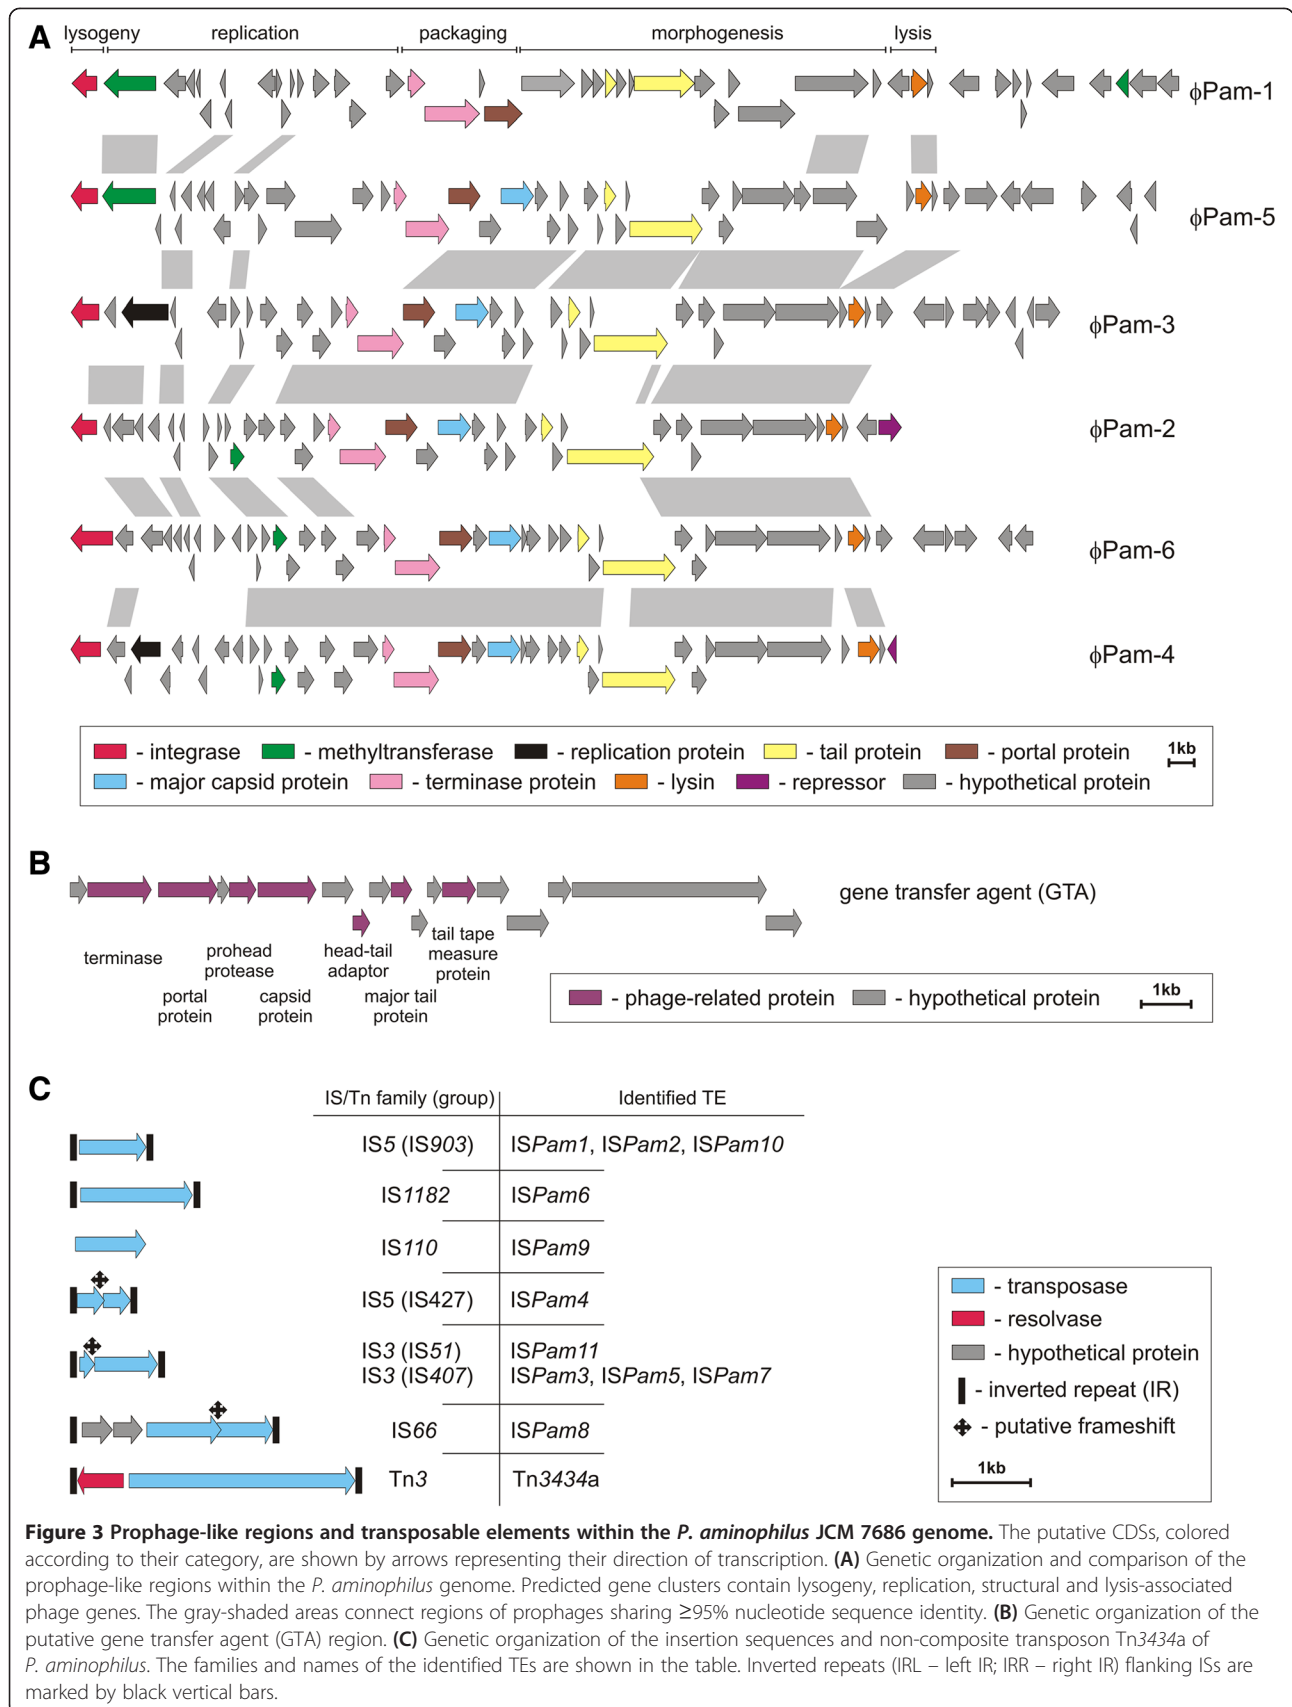 A
lysogeny replication packaging morphogenesis lysis
ϕPam-1
ϕPam-5
ϕPam-3
ϕPam-2
ϕPam-6
ϕPam-4
- integrase - methyltransferase - replication protein - tail protein - portal protein 1kb
- major capsid protein - terminase protein - lysin - repressor - hypothetical protein
B
gene transfer agent (GTA)
terminase
portal
protein
prohead
protease
capsid
protein
head-tail
adaptor
major tail
protein
tail tape
measure
protein
- phage-related protein - hypothetical protein 1kb
C
IS/Tn family (group) Identified TE
IS5 (IS903) ISPam1, ISPam2, ISPam10
IS1182 ISPam6
IS110 ISPam9
IS5 (IS427) ISPam4
IS3 (IS51) ISPam11
IS3 (IS407) ISPam3, ISPam5, ISPam7
IS66 ISPam8
Tn3 Tn3434a
- transposase
- resolvase
- hypothetical protein
- inverted repeat (IR)
- putative frameshift
1kb
Figure 3 Prophage-like regions and transposable elements within the P. aminophilus JCM 7686 genome. The putative CDSs, colored
according to their category, are shown by arrows representing their direction of transcription. (A) Genetic organization and comparison of the
prophage-like regions within the P. aminophilus genome. Predicted gene clusters contain lysogeny, replication, structural and lysis-associated
phage genes. The gray-shaded areas connect regions of prophages sharing ≥95% nucleotide sequence identity. (B) Genetic organization of the
putative gene transfer agent (GTA) region. (C) Genetic organization of the insertion sequences and non-composite transposon Tn3434a of
P. aminophilus. The families and names of the identified TEs are shown in the table. Inverted repeats (IRL – left IR; IRR – right IR) flanking ISs are
marked by black vertical bars.